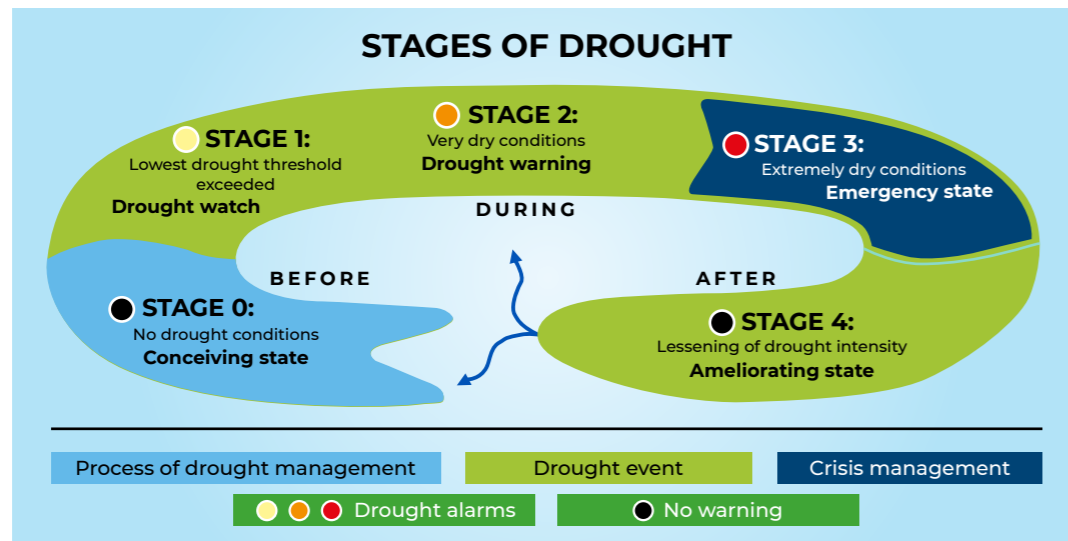 STAGES OF DROUGHT
STAGE 1:
Lowest drought threshold
exceeded
Drought watch
STAGE 2:
Very dry conditions
Drought warning
STAGE 3:
Extremely dry conditions
Emergency state
DURING
BEFORE
AFTER
STAGE 0:
No drought conditions
Conceiving state
STAGE 4:
Lessening of drought intensity
Ameliorating state
Process of drought management
Drought event
Crisis management
Drought alarms
No warning